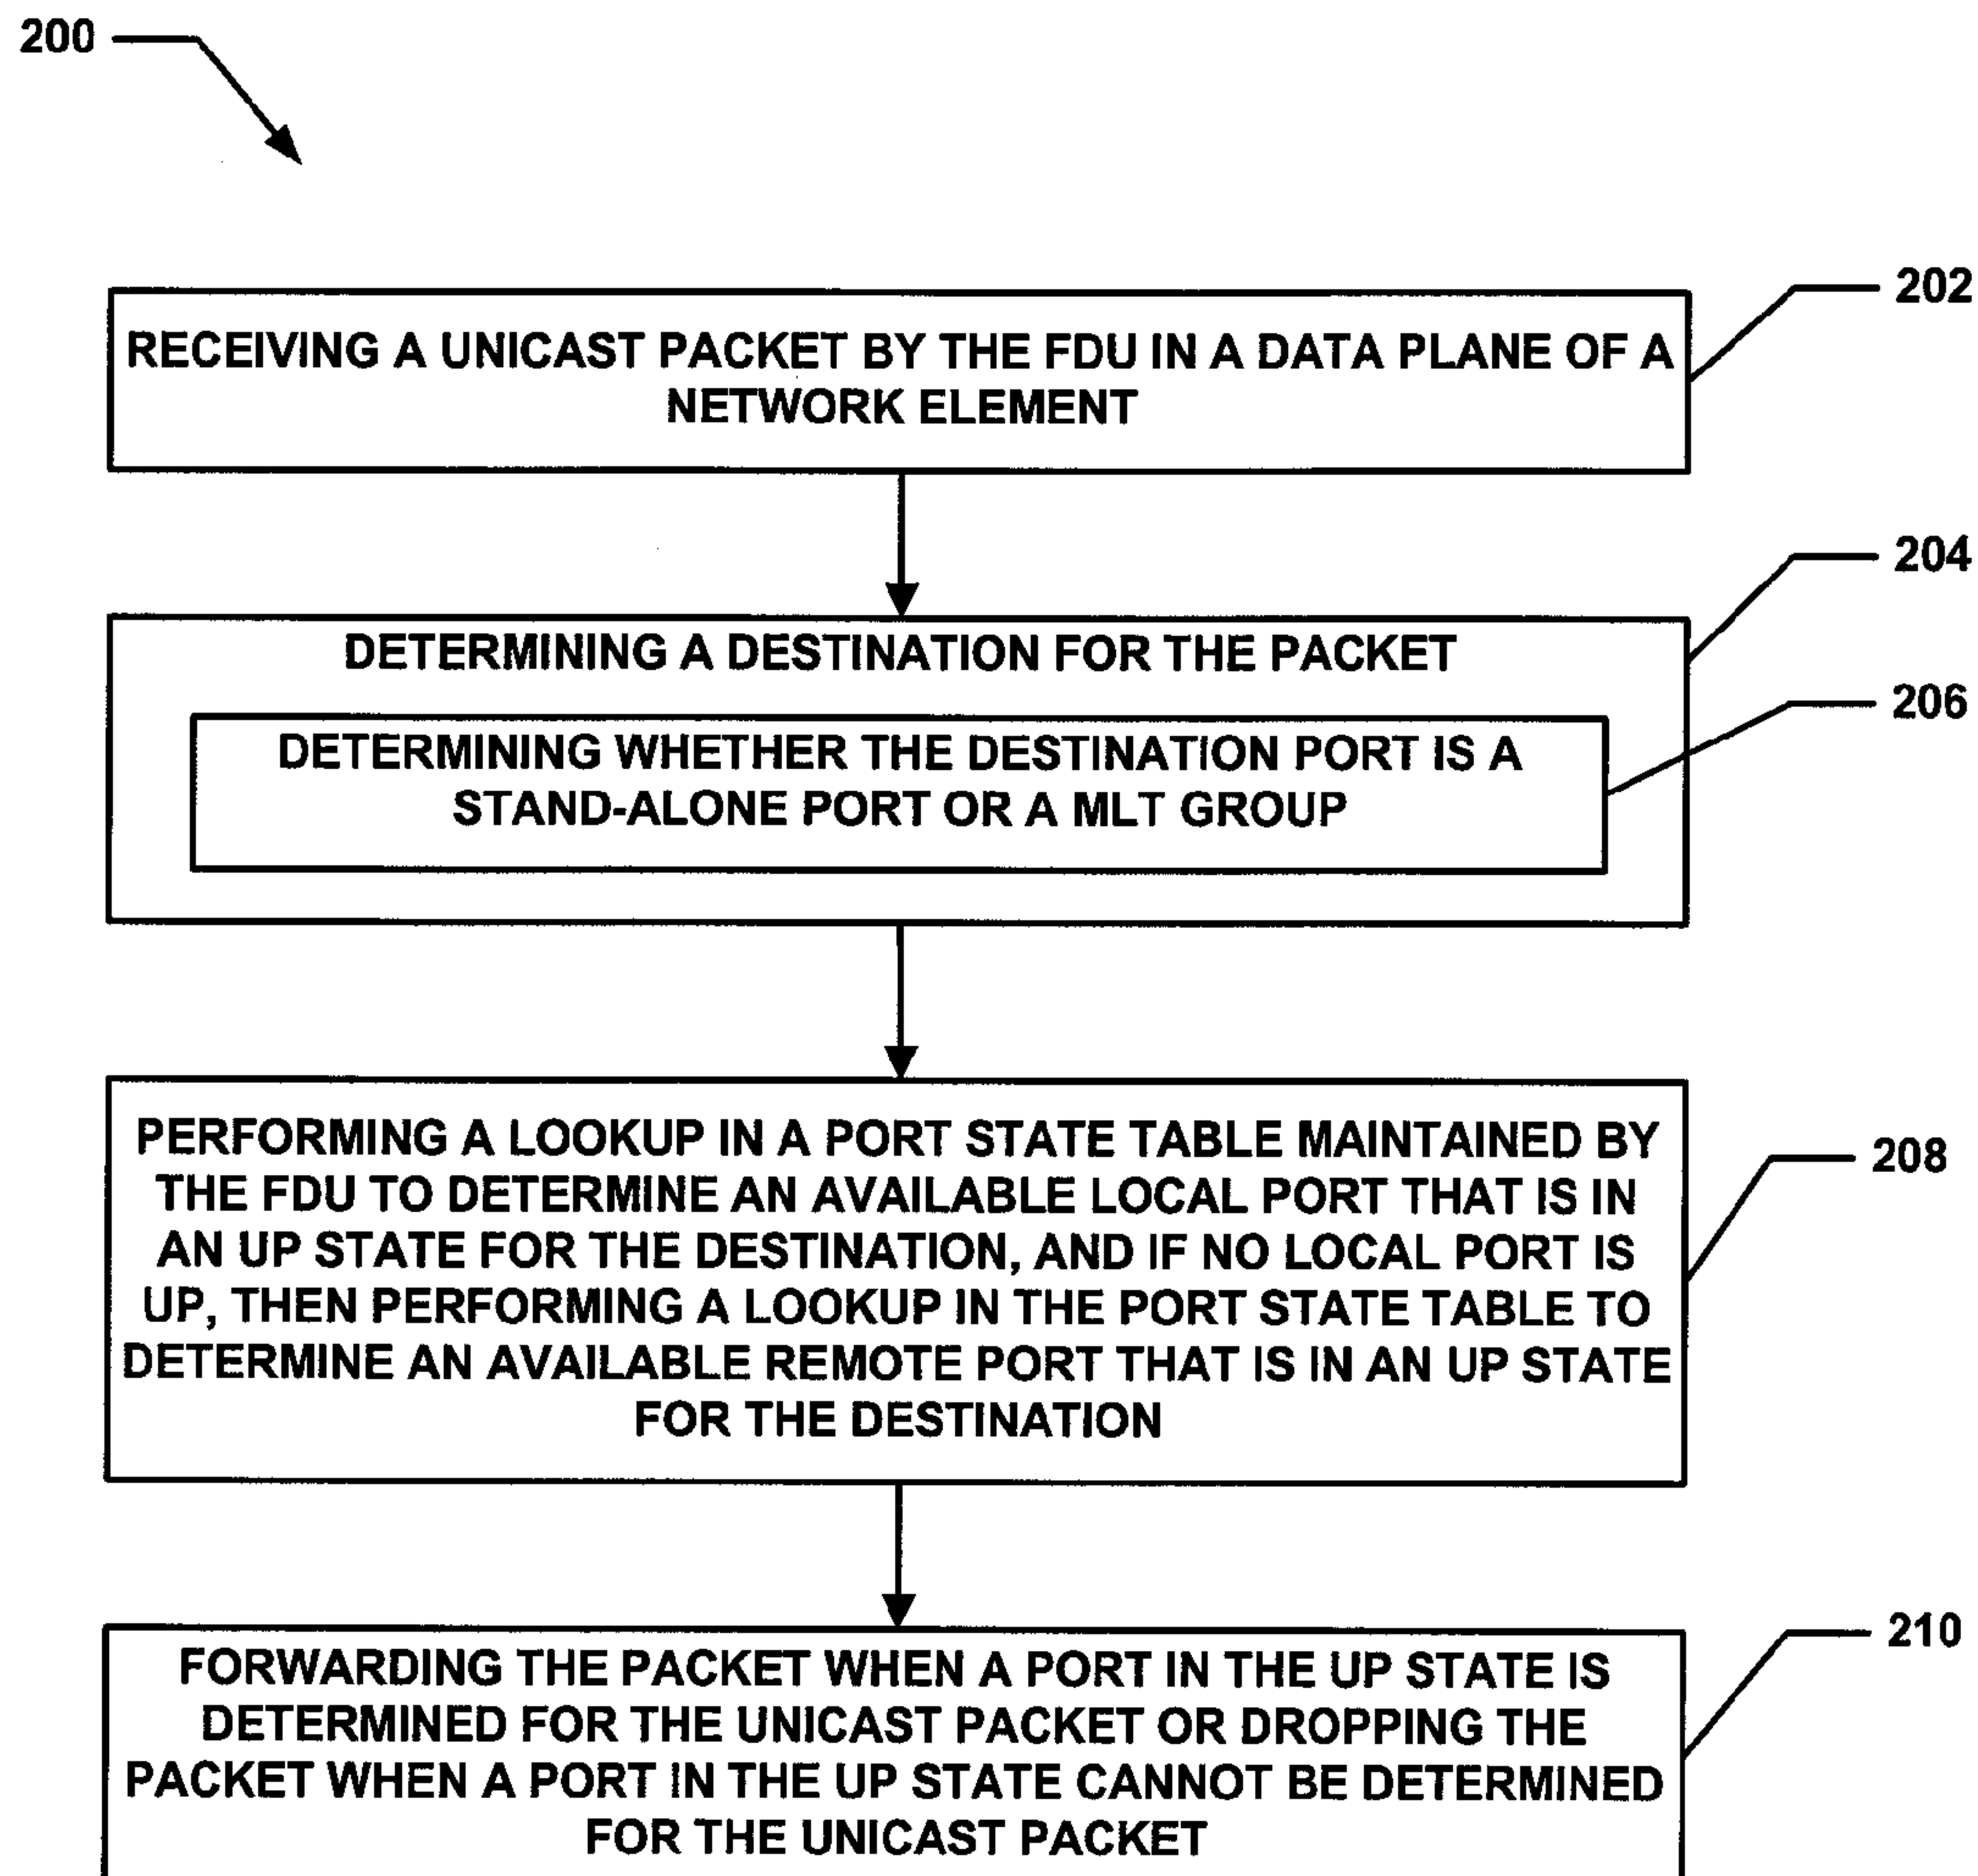 200
202
RECEIVING A UNICAST PACKET BY THE FDU IN A DATA PLANE OF A
NETWORK ELEMENT
204
DETERMINING A DESTINATION FOR THE PACKET
206
DETERMINING WHETHER THE DESTINATION PORT IS A
STAND-ALONE PORT OR A MLT GROUP
208
PERFORMING A LOOKUP IN A PORT STATE TABLE MAINTAINED BY
THE FDU TO DETERMINE AN AVAILABLE LOCAL PORT THAT IS IN
AN UP STATE FOR THE DESTINATION, AND IF NO LOCAL PORT IS
UP, THEN PERFORMING A LOOKUP IN THE PORT STATE TABLE TO
DETERMINE AN AVAILABLE REMOTE PORT THAT IS IN AN UP STATE
FOR THE DESTINATION
210
FORWARDING THE PACKET WHEN A PORT IN THE UP STATE IS
DETERMINED FOR THE UNICAST PACKET OR DROPPING THE
PACKET WHEN A PORT IN THE UP STATE CANNOT BE DETERMINED
FOR THE UNICAST PACKET